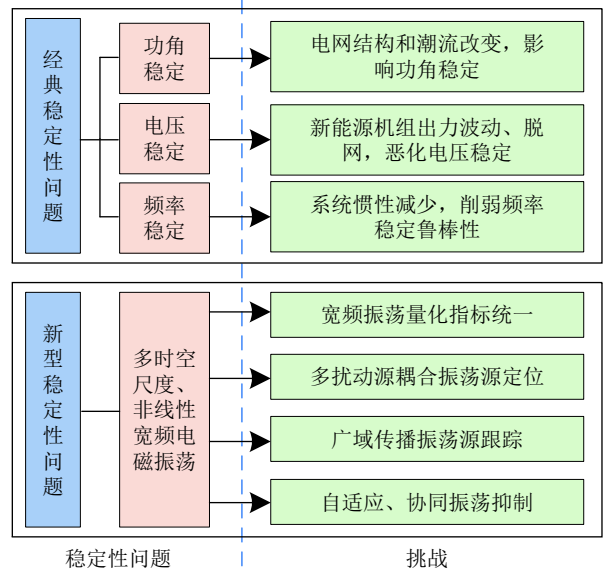 经典稳定性问题
功角
稳定
电网结构和潮流改变，影
响功角稳定
电压
稳定
新能源机组出力波动、脱
网，恶化电压稳定
频率
稳定
系统惯性减少，削弱频率
稳定鲁棒性
新型稳定性问题
多时空
尺度、
非线性
宽频电
磁振荡
宽频振荡量化指标统一
多扰动源耦合振荡源定位
广域传播振荡源跟踪
自适应、协同振荡抑制
稳定性问题
挑战